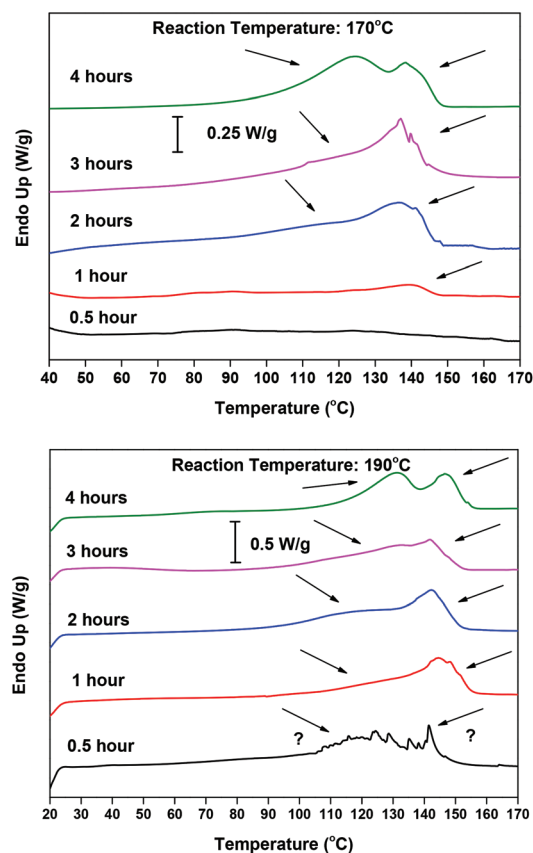 Reaction Temperature: 170°C
4 hours
0.25 W/g
3 hours
2 hours
1 hour
0.5 hour
Endo Up (W/g)
40 50 60 70 80 90 100 110 120 130 140 150 160 170
Temperature (°C)
Reaction Temperature: 190°C
4 hours
3 hours
0.5 W/g
2 hours
1 hour
0.5 hour
? ?
Endo Up (W/g)
20 30 40 50 60 70 80 90 100 110 120 130 140 150 160 170
Temperature (°C)